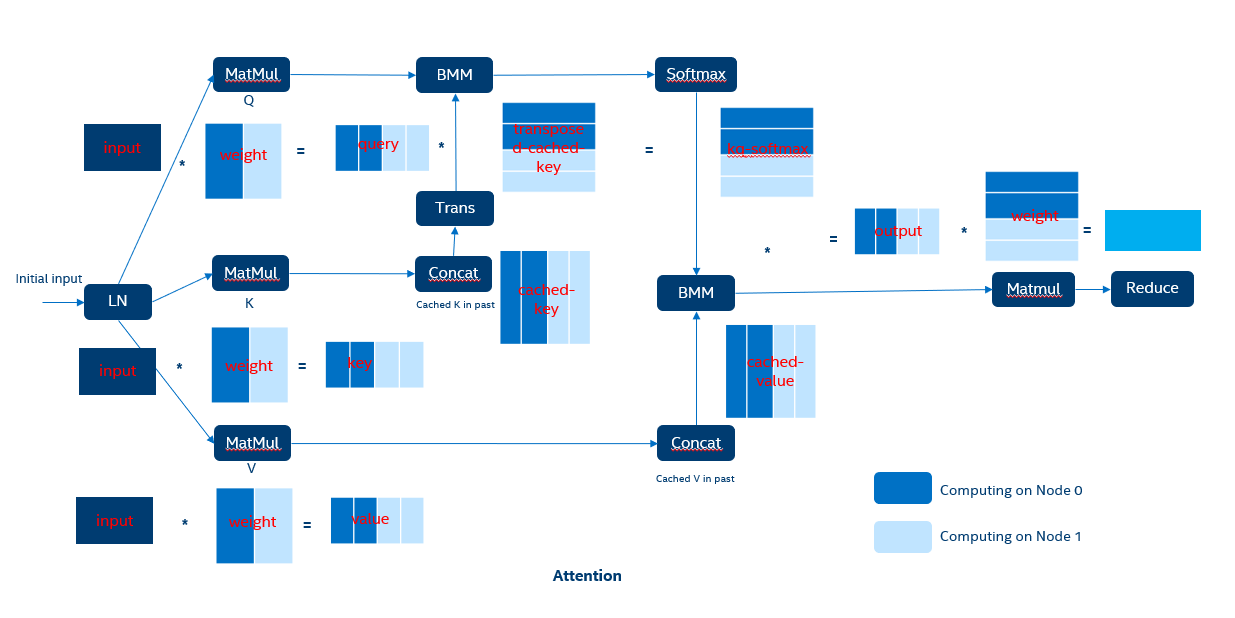 MatMul
BMM
Softmax
Q
input
*
weight
=
query
*
transpose
d-cached-
key
=
kq-softmax
Trans
weight
output
*
=
=
*
Initial input
LN
MatMul
K
Concat
Cached K in past
cached-
key
BMM
Matmul
Reduce
input
*
weight
=
key
cached-
value
MatMul
V
Concat
Cached V in past
input
*
weight
=
value
Computing on Node 0
Computing on Node 1
Attention